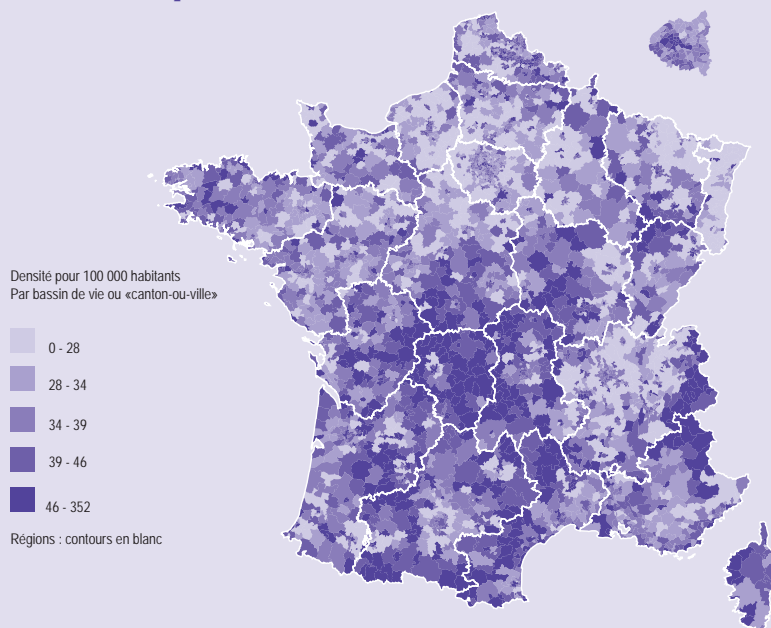 Densité pour 100 000 habitants
Par bassin de vie ou «canton-ou-ville»
0 - 28
28 - 34
34 - 39
39 - 46
46 - 352
Régions : contours en blanc